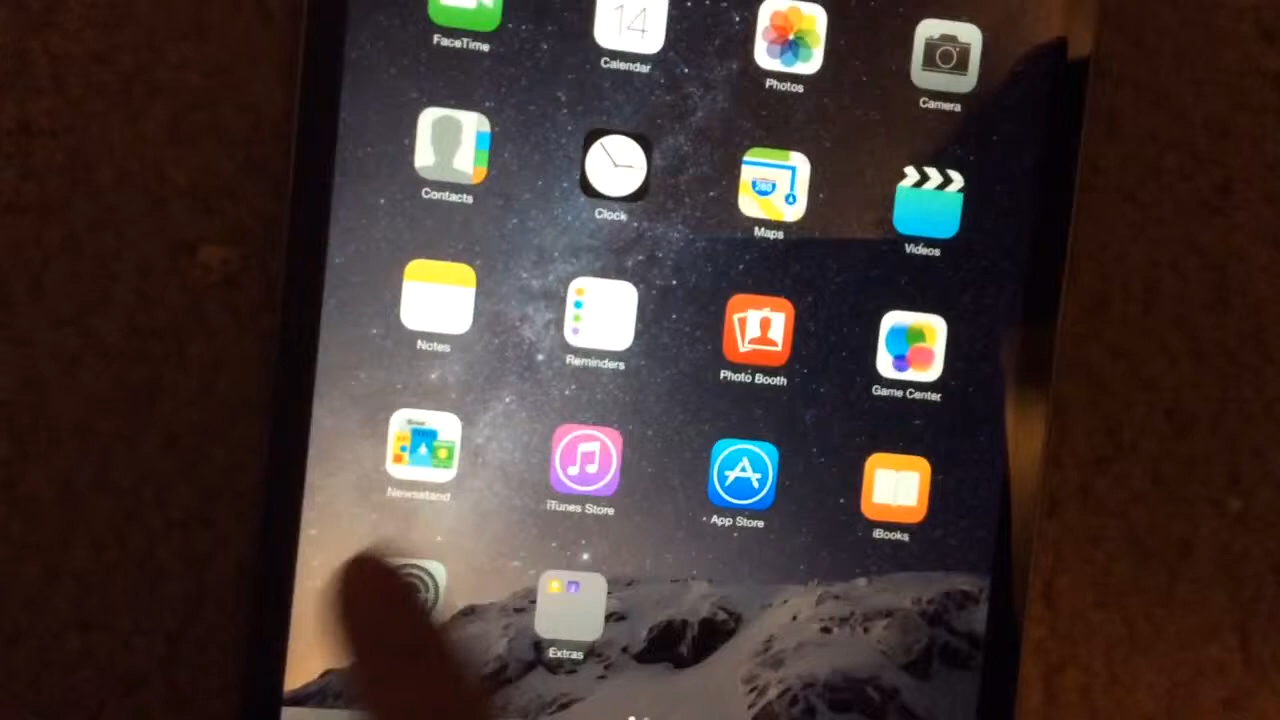 FaceTime
14
Calendar
Photos
Camera
Contacts
Clock
280
Maps
Videos
Notes
Reminders
Photo Booth
Game Center
Newsstand
iTunes Store
App Store
iBooks
Extras